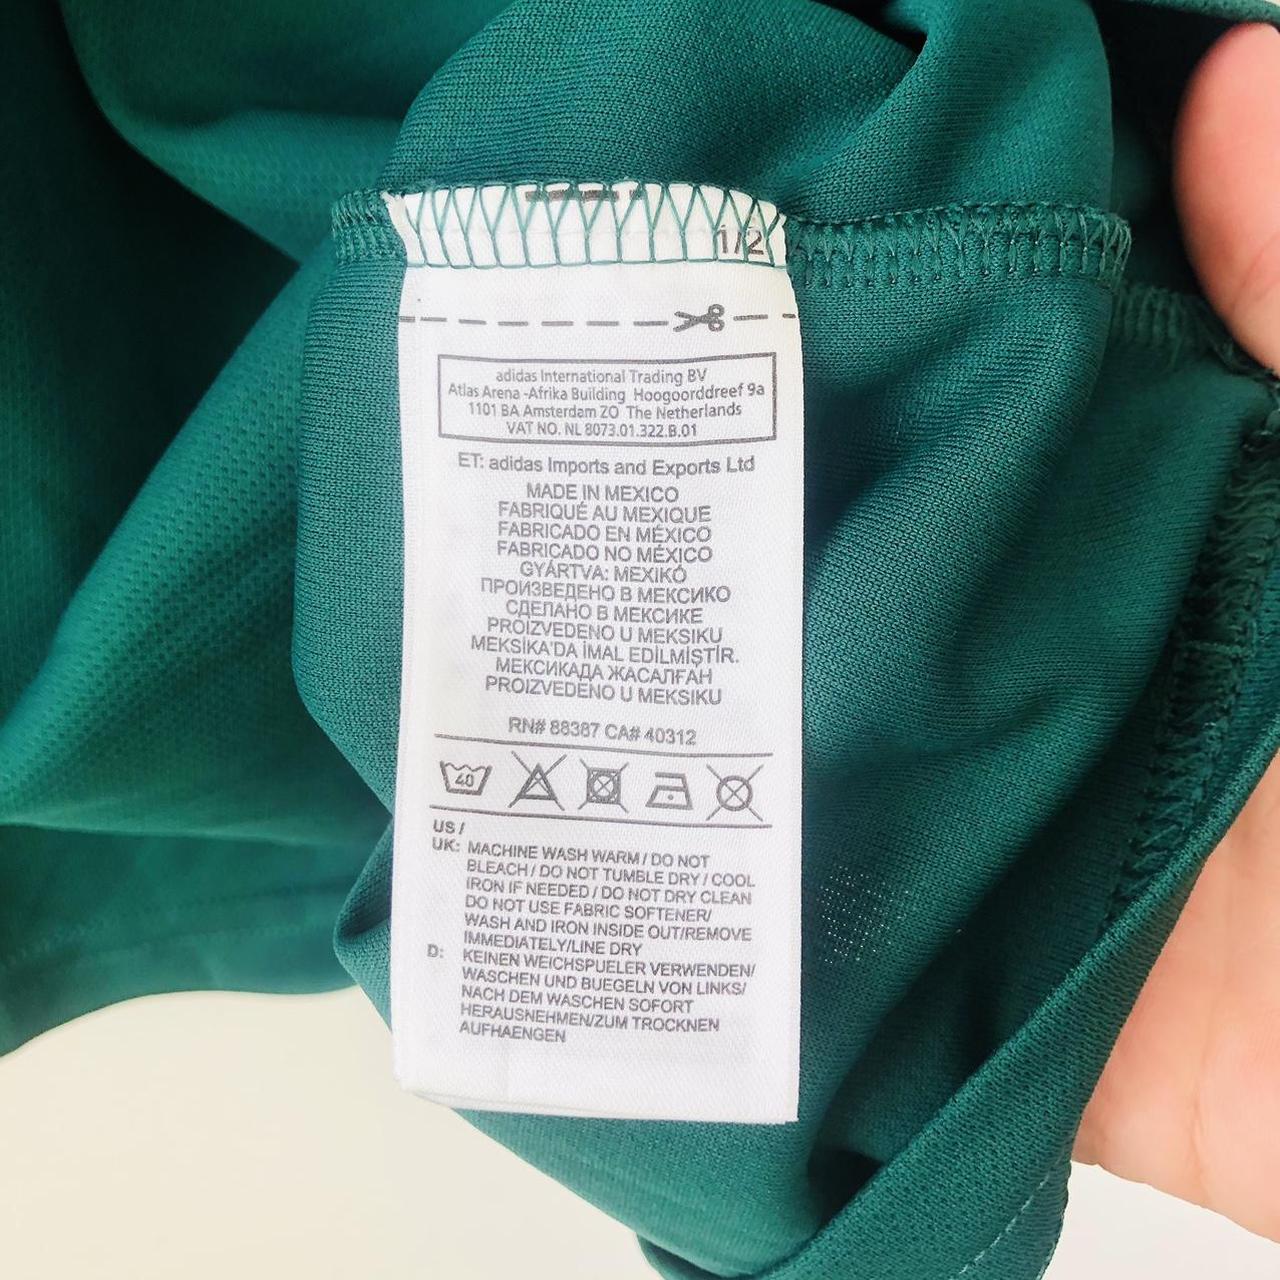 1/2
adidas International Trading BV
Atlas Arena -Afrika Building Hoogoorddreef 9a
1101 BA Amsterdam ZO The Netherlands
VAT NO. NL 8073.01.322.B.01
ET: adidas Imports and Exports Ltd
MADE IN MEXICO
FABRIQUÉ AU MEXIQUE
FABRICADO EN MÉXICO
FABRICADO NO MÉXICO
GYÁRTVA: MEXIKÓ
ПРОИЗВЕДЕНО В МЕКСИКО
СДЕЛАНО В МЕКСИКЕ
PROIZVEDENO U MEKSIKU
MEKSİKA'DA İMAL EDİLMİŞTİR.
МЕКСИКАДА ЖАСАЛҒАН
PROIZVEDENO U MEKSIKU
RN# 88387 CA# 40312
40
US /
UK: MACHINE WASH WARM / DO NOT
BLEACH / DO NOT TUMBLE DRY / COOL
IRON IF NEEDED / DO NOT DRY CLEAN
DO NOT USE FABRIC SOFTENER/
WASH AND IRON INSIDE OUT/REMOVE
IMMEDIATELY/LINE DRY
D: KEINEN WEICHSPUELER VERWENDEN/
WASCHEN UND BUEGELN VON LINKS/
NACH DEM WASCHEN SOFORT
HERAUSNEHMEN/ZUM TROCKNEN
AUFHAENGEN